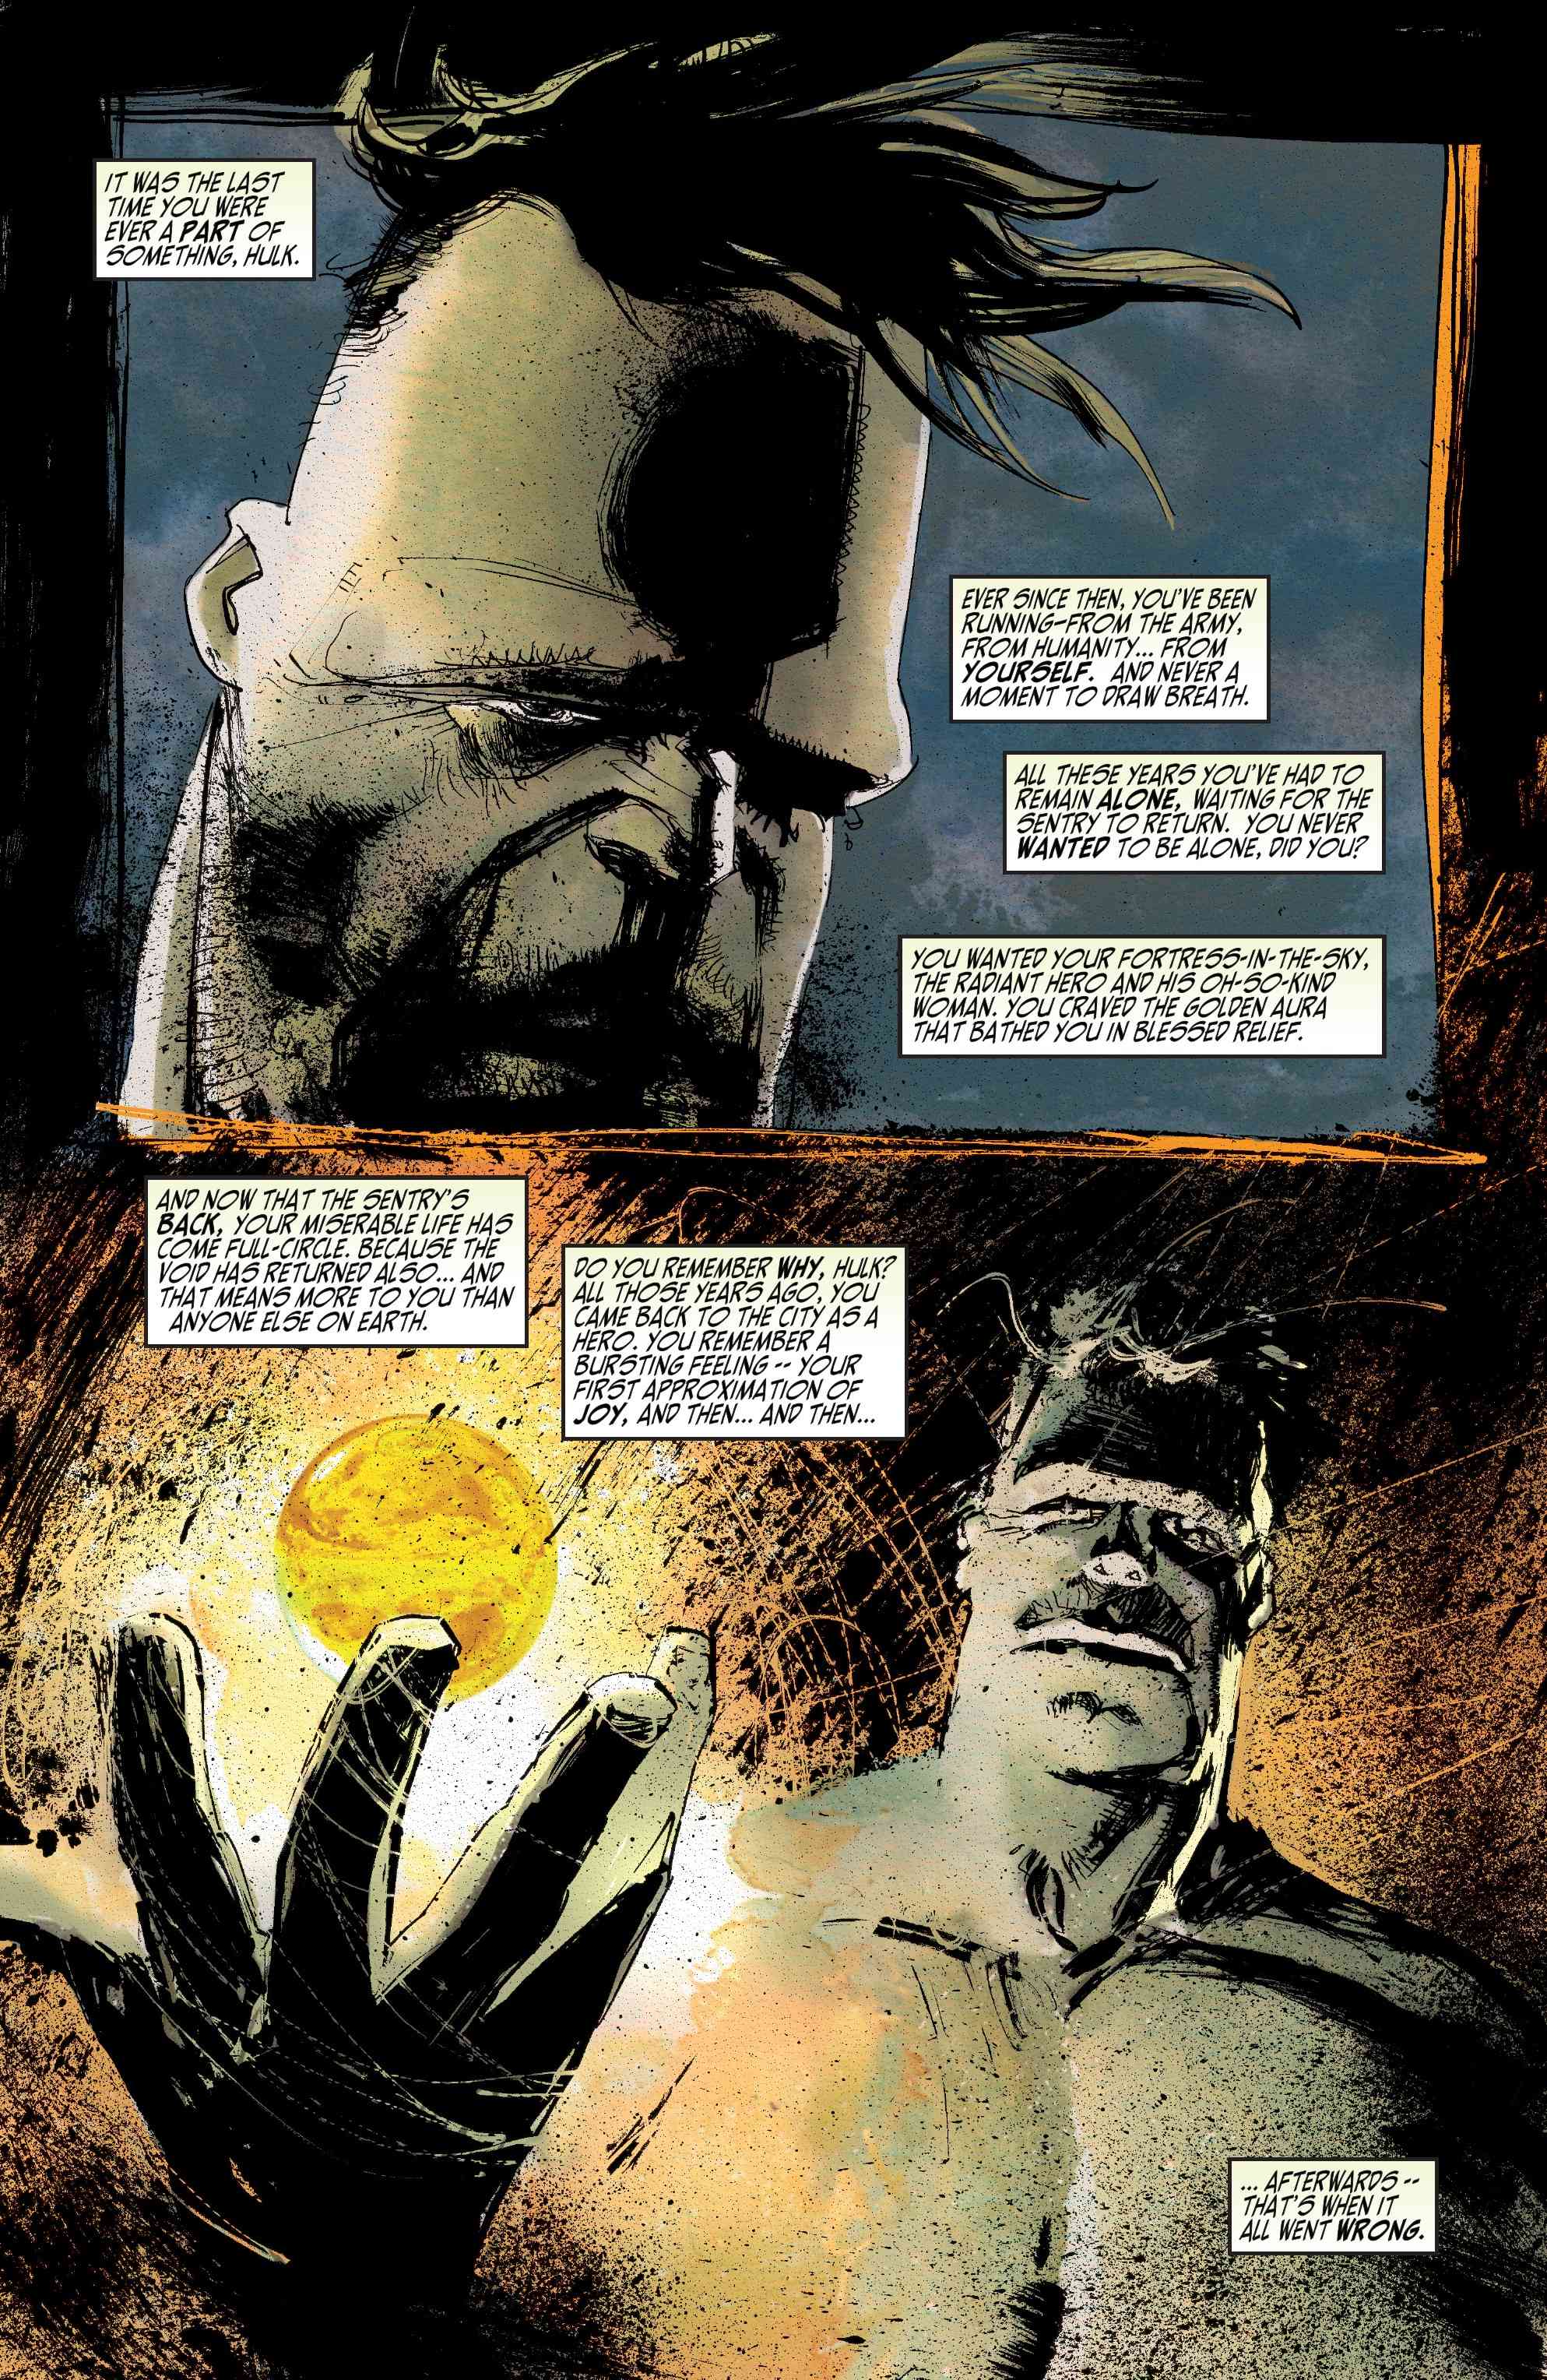 IT WAS THE LAST
TIME YOU WERE
EVER A PART OF
SOMETHING, HULK.
EVER SINCE THEN, YOU'VE BEEN
RUNNING-FROM THE ARMY,
FROM HUMANITY... FROM
YOURSELF. AND NEVER A
MOMENT TO DRAW BREATH.
ALL THESE YEARS YOU'VE HAD TO
REMAIN ALONE, WAITING FOR THE
SENTRY TO RETURN. YOU NEVER
WANTED TO BE ALONE, DID YOU?
YOU WANTED YOUR FORTRESS-IN-THE-SKY,
THE RADIANT HERO AND HIS OH-SO-KIND
WOMAN. YOU CRAVED THE GOLDEN AURA
THAT BATHED YOU IN BLESSED RELIEF.
AND NOW THAT THE SENTRY'S
BACK, YOUR MISERABLE LIFE HAS
COME FULL-CIRCLE. BECAUSE THE
VOID HAS RETURNED ALSO... AND
THAT MEANS MORE TO YOU THAN
ANYONE ELSE ON EARTH.
DO YOU REMEMBER WHY, HULK?
ALL THOSE YEARS AGO, YOU
CAME BACK TO THE CITY AS A
HERO. YOU REMEMBER A
BURSTING FEELING -- YOUR
FIRST APPROXIMATION OF
JOY, AND THEN... AND THEN...
... AFTERWARDS --
THAT'S WHEN IT
ALL WENT WRONG.